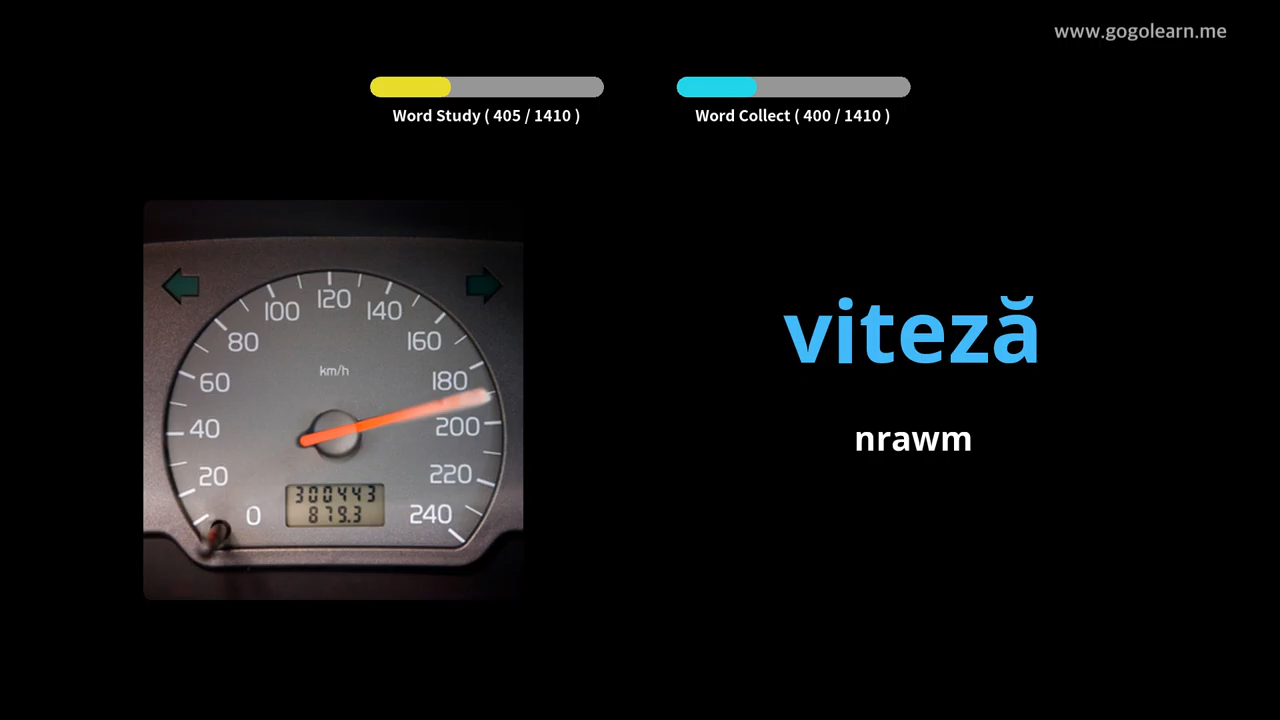 www.gogolearn.me
Word Study ( 405 / 1410 )
Word Collect ( 400 / 1410 )
120
100
140
80
160
km/h
60
180
viteză
40
200
nrawm
20
220
300443
879.3
0
240